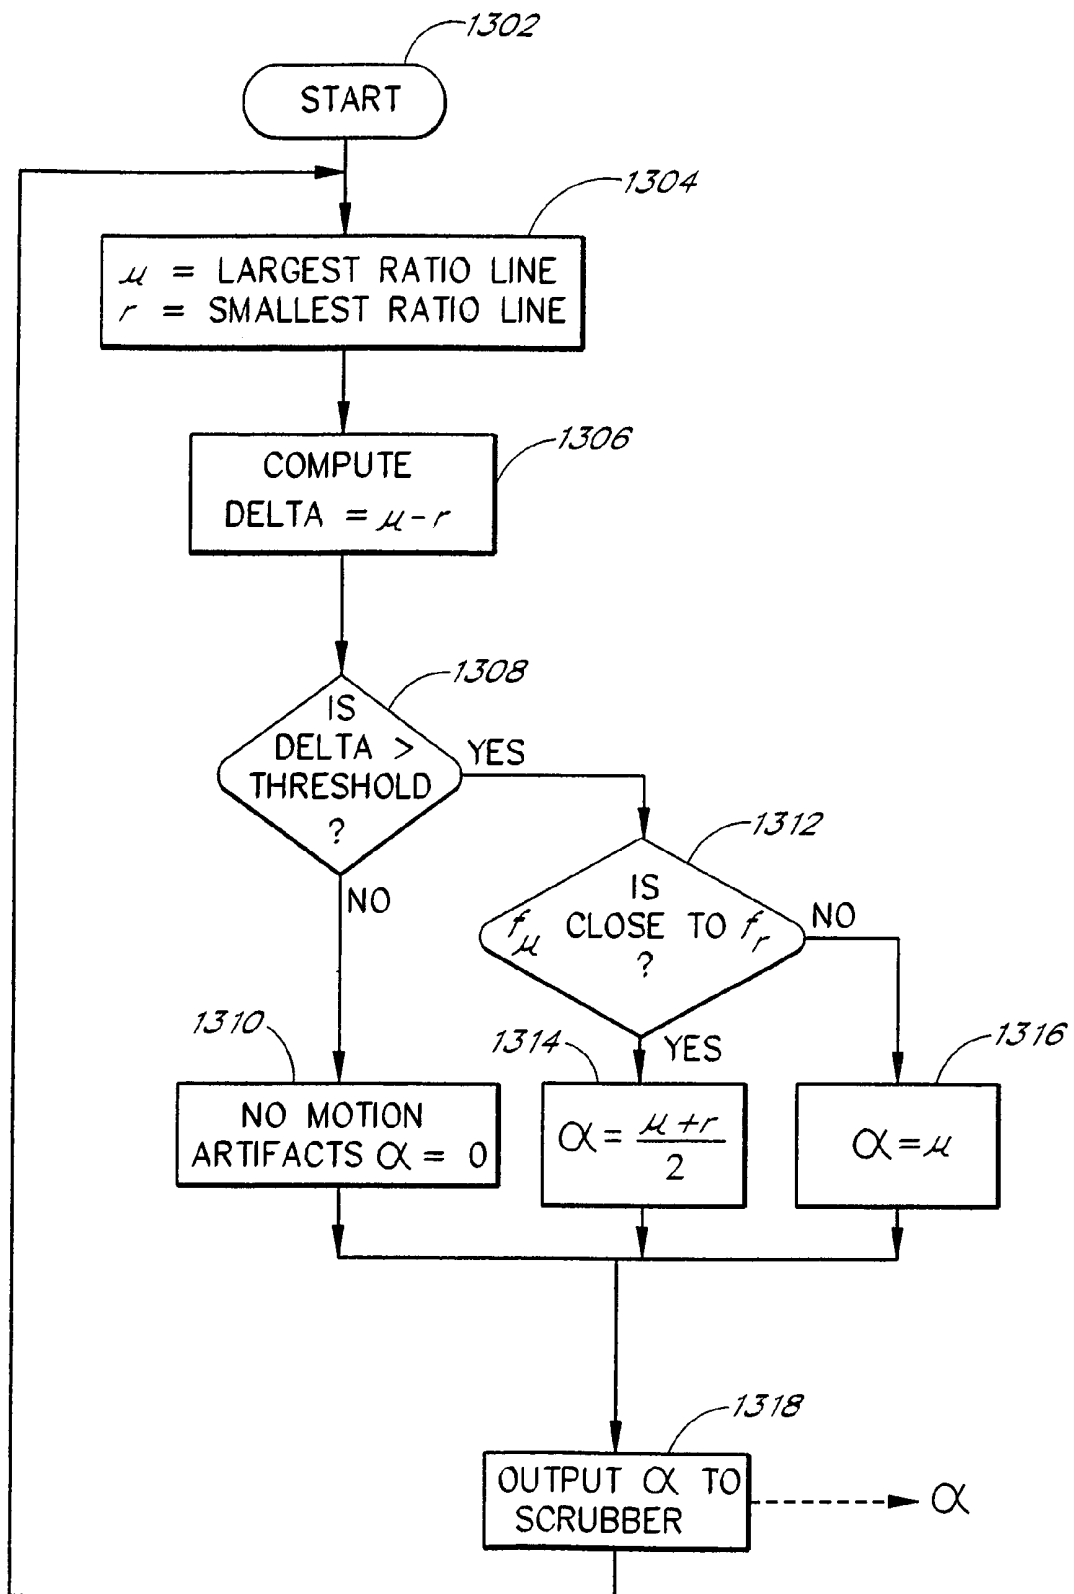 1302
START
1304
μ = LARGEST RATIO LINE
r = SMALLEST RATIO LINE
1306
COMPUTE
DELTA = μ - r
1308
IS
DELTA >
THRESHOLD
?
YES
NO
1312
IS
f_μ CLOSE TO f_r
?
NO
YES
1310
NO MOTION
ARTIFACTS α = 0
1314
α = (μ + r)/2
1316
α = μ
1318
OUTPUT α TO
SCRUBBER
α